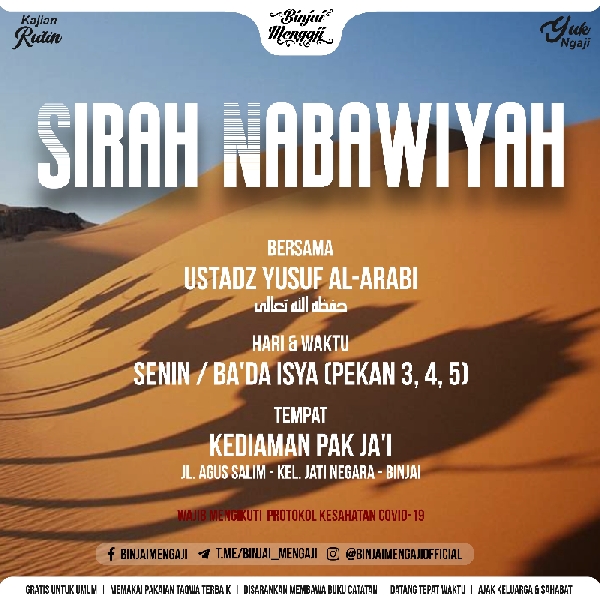 Kajian
Rutin
Binjai
Mengaji
Yuk
Ngaji
SIRAH NABAWIYAH
BERSAMA
USTADZ YUSUF AL-ARABI
حفظه الله تعالى
HARI & WAKTU
SENIN / BA'DA ISYA (PEKAN 3, 4, 5)
TEMPAT
KEDIAMAN PAK JA'I
JL. AGUS SALIM - KEL. JATI NEGARA - BINJAI
WAJIB MENGIKUTI PROTOKOL KESAHATAN COVID-19
BINJAIMENGAJI T.ME/BINJAI_MENGAJI @BINJAIMENGAJIOFFICIAL
GRATIS UNTUK UMUM | MEMAKAI PAKAIAN TAQWA TERBAIK | DISARANKAN MEMBAWA BUKU CATATAN | DATANG TEPAT WAKTU | AJAK KELUARGA & SAHABAT